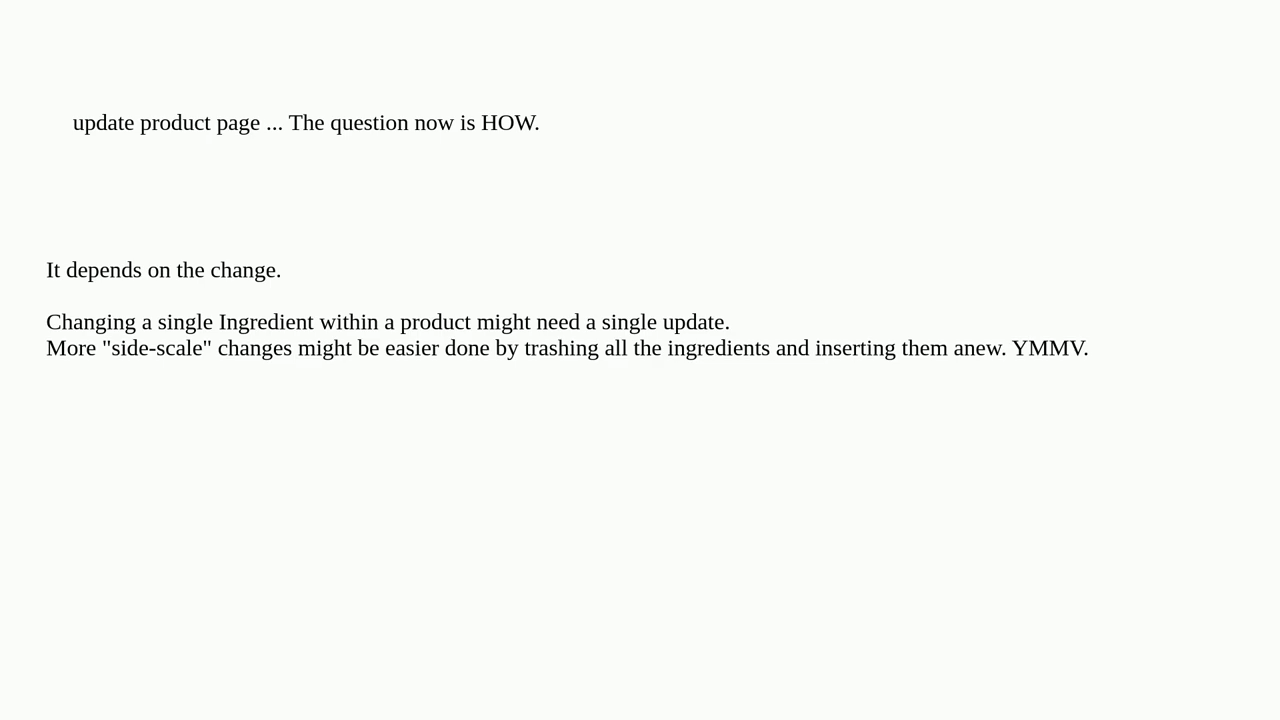 update product page ... The question now is HOW.
It depends on the change.
Changing a single Ingredient within a product might need a single update.
More "side-scale" changes might be easier done by trashing all the ingredients and inserting them anew. YMMV.